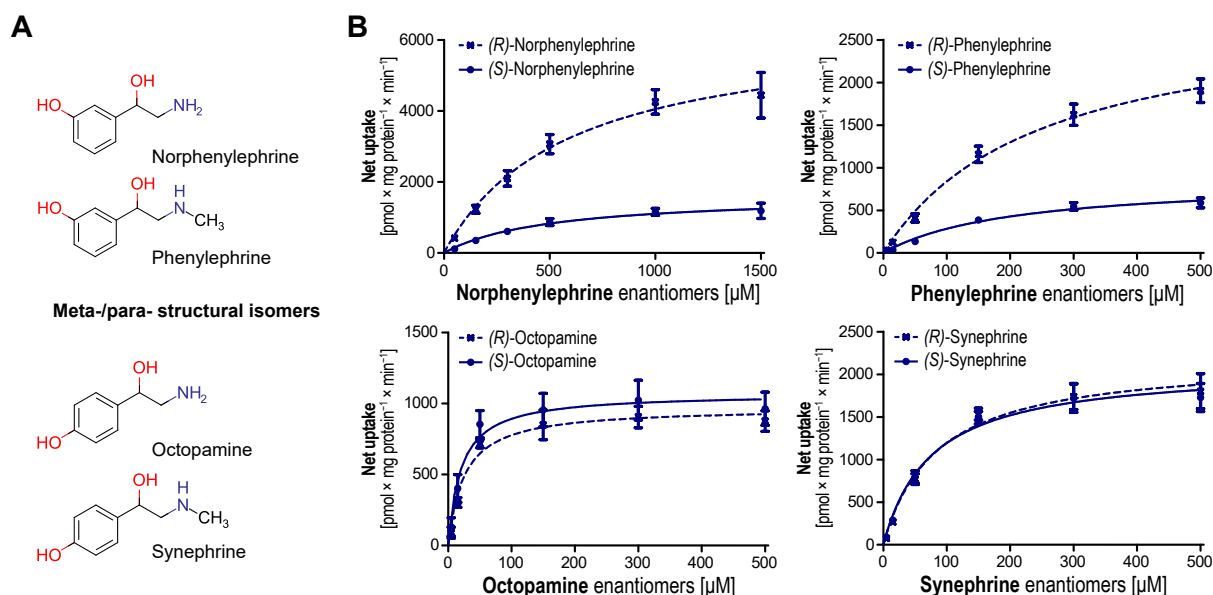 A
OH
HO
NH₂
Norphenylephrine
OH
H
HO
N
CH₃
Phenylephrine
Meta-/para- structural isomers
OH
NH₂
HO
Octopamine
OH
H
N
CH₃
HO
Synephrine
B
6000
4000
2000
0
Net uptake
[pmol × mg protein⁻¹ × min⁻¹]
(R)-Norphenylephrine
(S)-Norphenylephrine
0 500 1000 1500
Norphenylephrine enantiomers [µM]
2500
2000
1500
1000
500
0
Net uptake
[pmol × mg protein⁻¹ × min⁻¹]
(R)-Phenylephrine
(S)-Phenylephrine
0 100 200 300 400 500
Phenylephrine enantiomers [µM]
1000
500
0
Net uptake
[pmol × mg protein⁻¹ × min⁻¹]
(R)-Octopamine
(S)-Octopamine
0 100 200 300 400 500
Octopamine enantiomers [µM]
2500
2000
1500
1000
500
0
Net uptake
[pmol × mg protein⁻¹ × min⁻¹]
(R)-Synephrine
(S)-Synephrine
0 100 200 300 400 500
Synephrine enantiomers [µM]